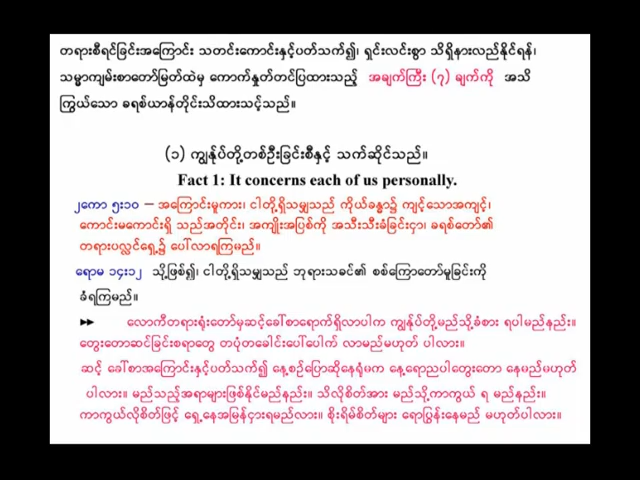 တရားစီရင်ခြင်းအကြောင်း သတင်းကောင်းနှင့်ပတ်သက်၍၊ ရှင်းလင်းစွာ သိရှိနားလည်နိုင်ရန်၊
သမ္မာကျမ်းစာတော်မြတ်ထဲမှ ကောက်နှုတ်တင်ပြထားသည့် အချက်ကြီး (၇) ချက်ကို အသိ
ကြွယ်သော ခရစ်ယာန်တိုင်းသိထားသင့်သည်။
(၁) ကျွန်ုပ်တို့တစ်ဦးခြင်းစီနှင့် သက်ဆိုင်သည်။
Fact 1: It concerns each of us personally.
၂ကော ၅း၁၀ – အကြောင်းမူကား၊ ငါတို့ရှိသမျှသည် ကိုယ်ခန္ဓာ၌ ကျင့်သောအကျင့်၊
ကောင်းမကောင်းရှိ သည်အတိုင်း၊ အကျိုးအပြစ်ကို အသီးသီးခံခြင်းငှာ၊ ခရစ်တော်၏
တရားပလ္လင်ရှေ့၌ ပေါ်လာရကြမည်။
ရောမ ၁၄း၁၂ သို့ဖြစ်၍၊ ငါတို့ရှိသမျှသည် ဘုရားသခင်၏ စစ်ကြောတော်မူခြင်းကို
ခံရကြမည်။
►► လောကီတရားရုံးတော်မှဆင့်ခေါ်စာရောက်ရှိလာပါက ကျွန်ုပ်တို့မည်သို့ခံစား ရပါမည်နည်း။
တွေးတောဆင်ခြင်းစရာတွေ တပုံတခေါင်းပေါ်ပေါက် လာမည်မဟုတ် ပါလား။
ဆင့် ခေါ်စာအကြောင်းနှင့်ပတ်သက်၍ နေ့စဉ်ပြောဆိုနေရုံမက နေ့ရောညပါတွေးတော နေမည်မဟုတ်
ပါလား။ မည်သည့်အရာများဖြစ်နိုင်မည်နည်း။ သိလိုစိတ်အား မည်သို့ကာကွယ် ရ မည်နည်း။
ကာကွယ်လိုစိတ်ဖြင့် ရှေ့နေအမြန်ငှားရမည်လား။ စိုးရိမ်စိတ်များ ရောပြွန်းနေမည် မဟုတ်ပါလား။